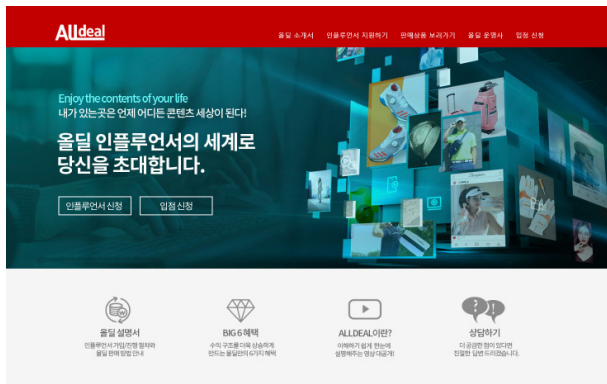 Alldeal
올딜 소개서 인플루언서 지원하기 판매상품 보러가기 올딜 운영사 입점 신청
Enjoy the contents of your life
내가 있는곳은 언제 어디든 콘텐츠 세상이 된다!
올딜 인플루언서의 세계로
당신을 초대합니다.
인플루언서 신청 입점 신청
올딜 설명서
인플루언서 가입/진행 절차와
올딜 판매 방법 안내
BIG 6 혜택
수익 구조를 더욱 상승하게
만드는 올딜만의 6가지 혜택
ALLDEAL이란?
이해하기 쉽게 한눈에
설명해주는 영상 대공개!
상담하기
더 궁금한 점이 있다면
친절한 답변 드리겠습니다.